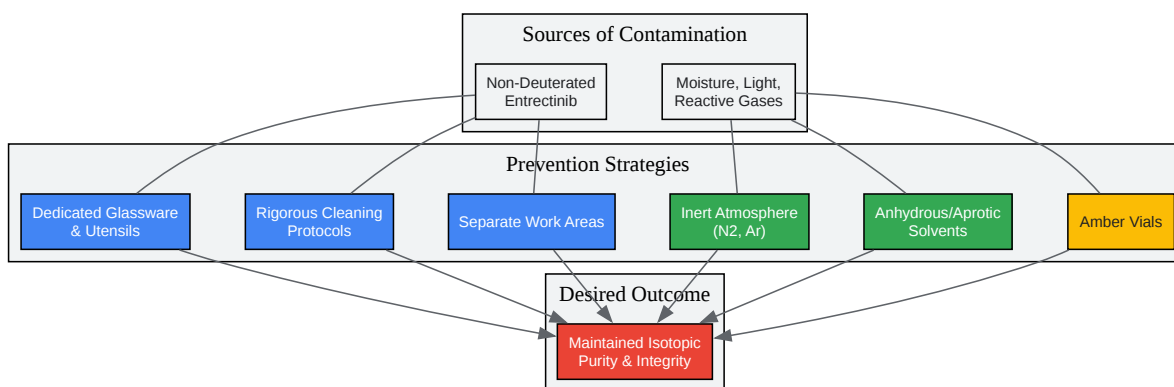 Sources of Contamination
Non-Deuterated
Entrectinib
Moisture, Light,
Reactive Gases
Prevention Strategies
Dedicated Glassware
& Utensils
Rigorous Cleaning
Protocols
Separate Work Areas
Inert Atmosphere
(N2, Ar)
Anhydrous/Aprotic
Solvents
Amber Vials
Desired Outcome
Maintained Isotopic
Purity & Integrity